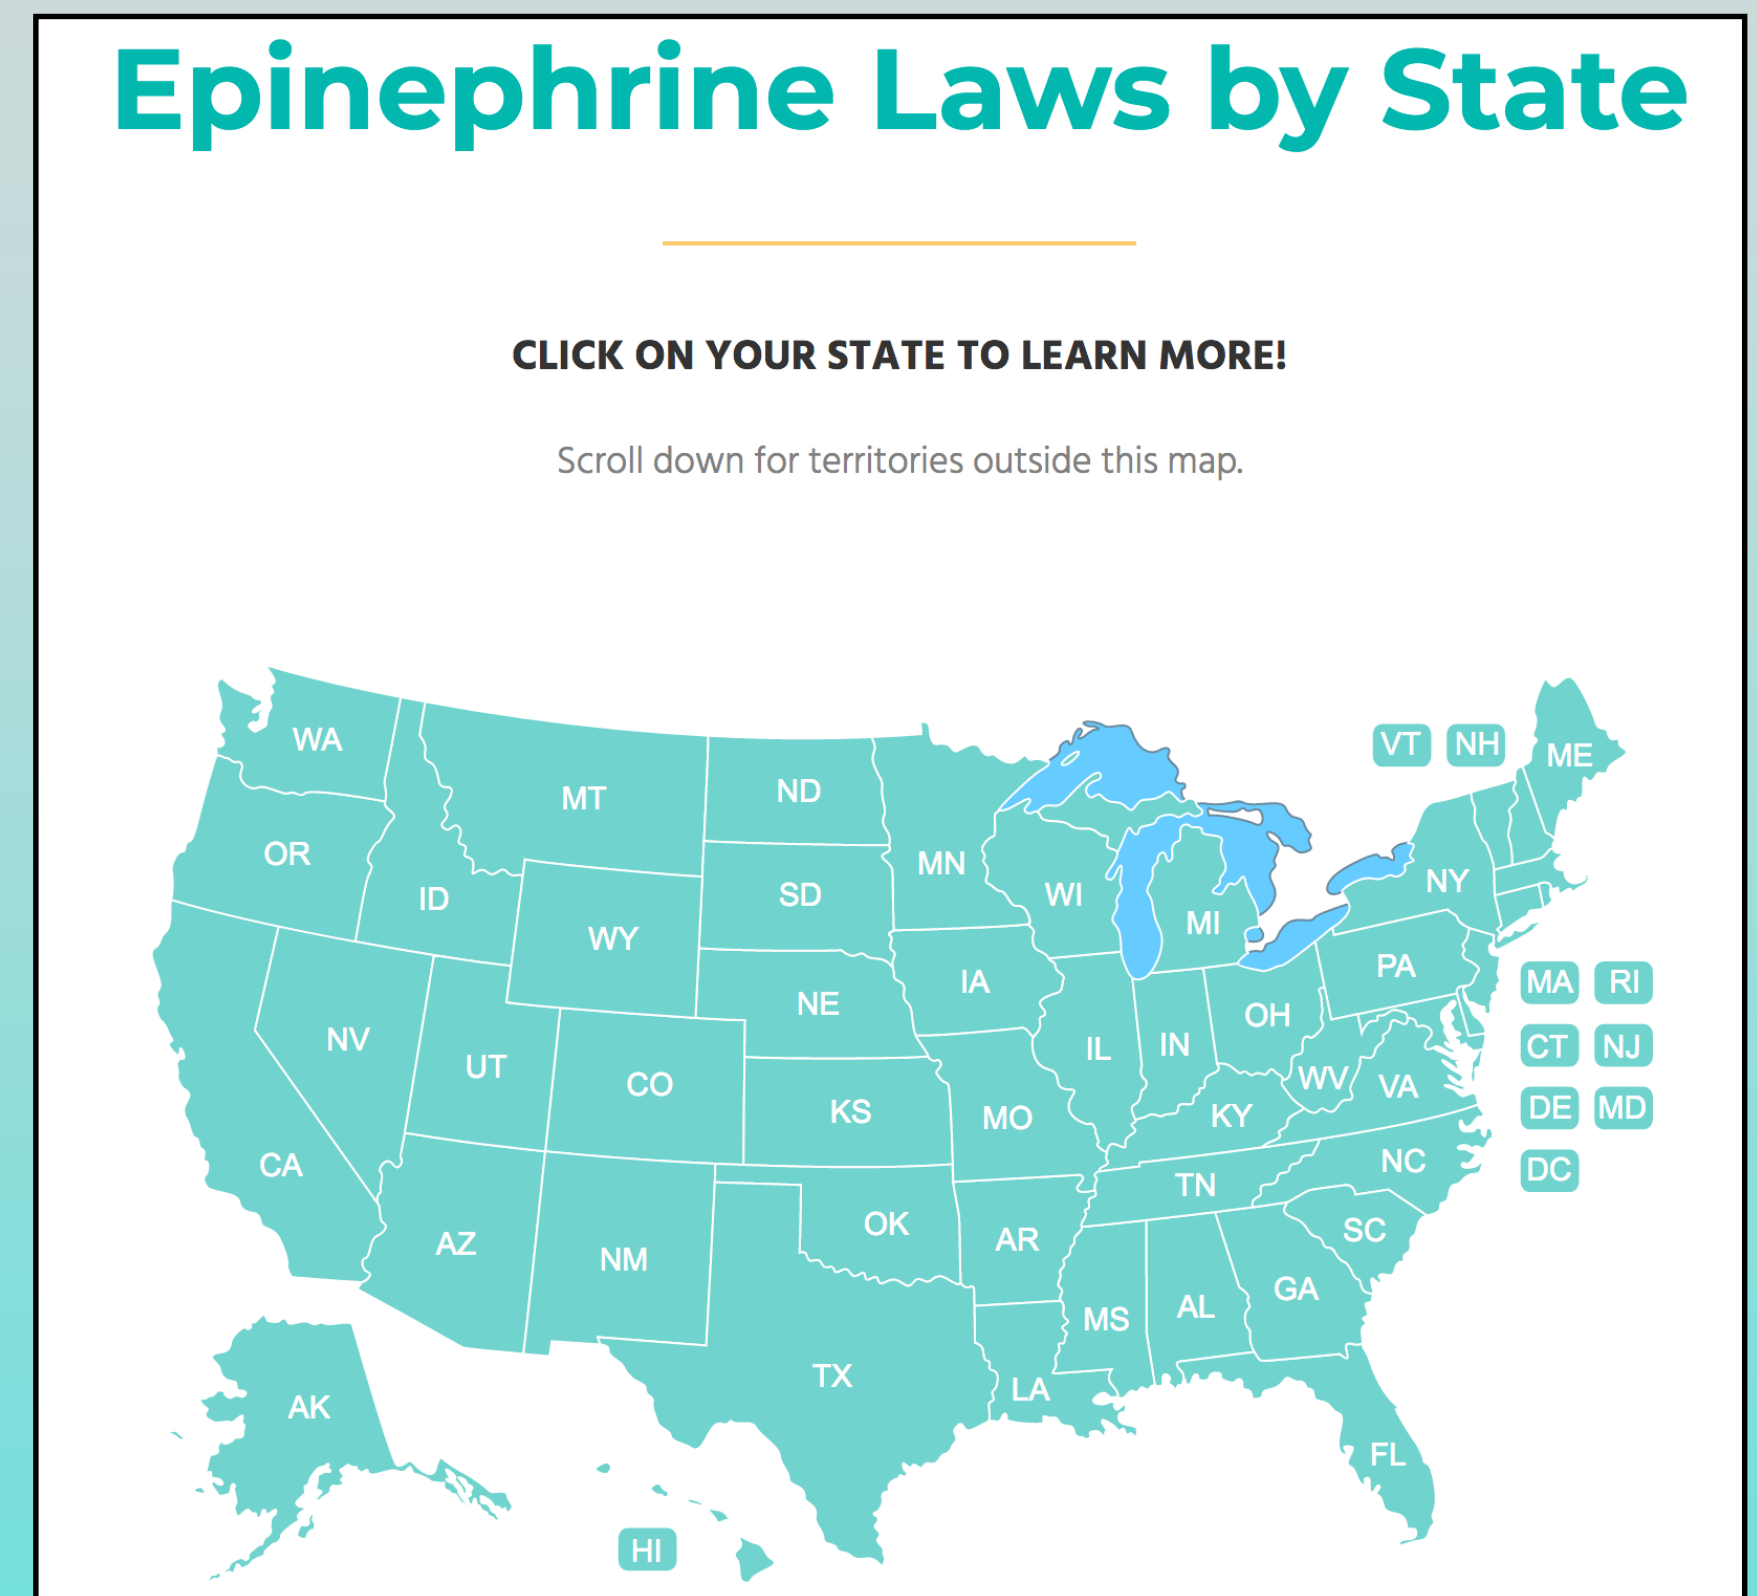 Epinephrine Laws by State
CLICK ON YOUR STATE TO LEARN MORE!
Scroll down for territories outside this map.
WA
VT NH
ME
MT
ND
OR
MN
NY
ID
SD
WI
MI
WY
PA
IA
MA RI
NE
OH
NV
IL
IN
CT NJ
UT
CO
WV
VA
KS
MO
KY
DE MD
CA
NC
DC
TN
OK
SC
AZ
AR
NM
GA
MS
AL
TX
LA
AK
FL
HI